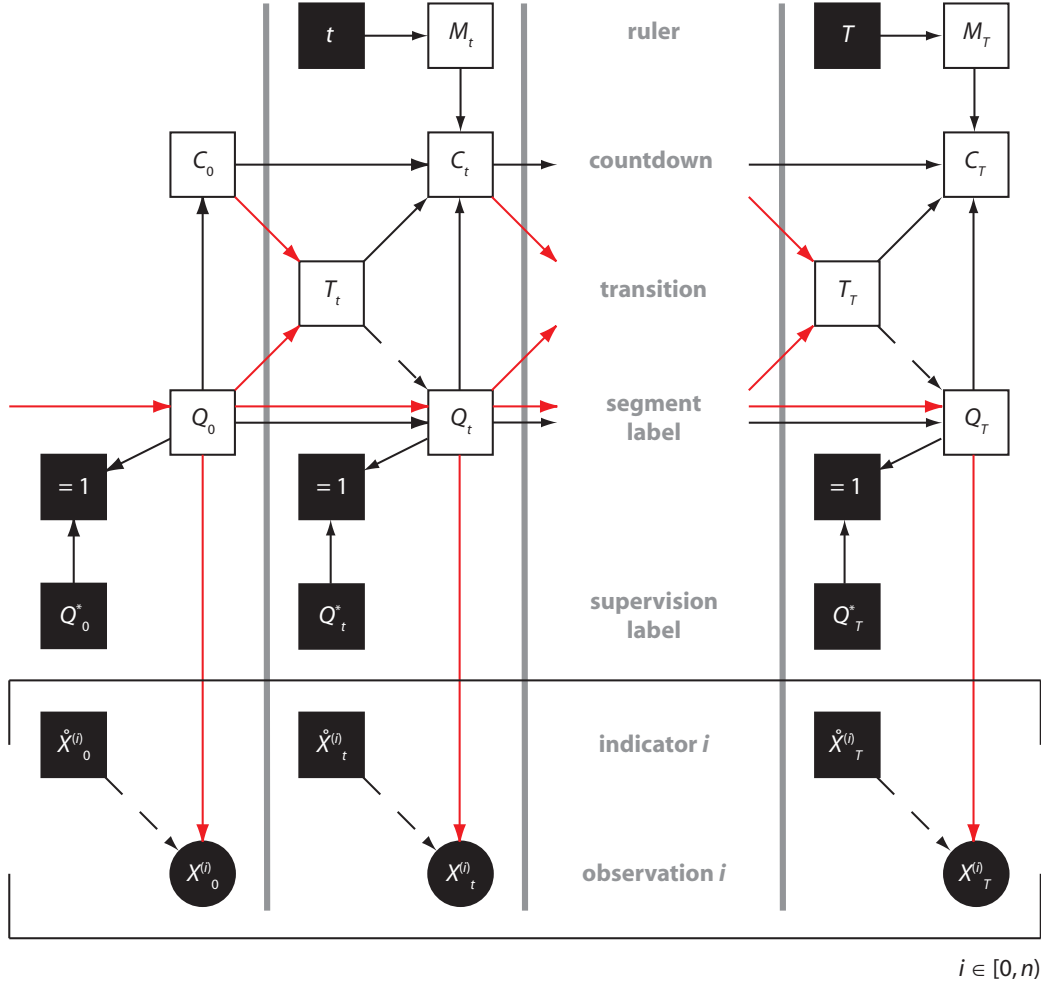 t M_t ruler T M_T
C_0 C_t countdown C_T
T_t transition T_T
Q_0 Q_t segment label Q_T
= 1 = 1 = 1
Q*_0 Q*_t supervision label Q*_T
X̊^(i)_0 X̊^(i)_t indicator i X̊^(i)_T
X^(i)_0 X^(i)_t observation i X^(i)_T
i ∈ [0, n)